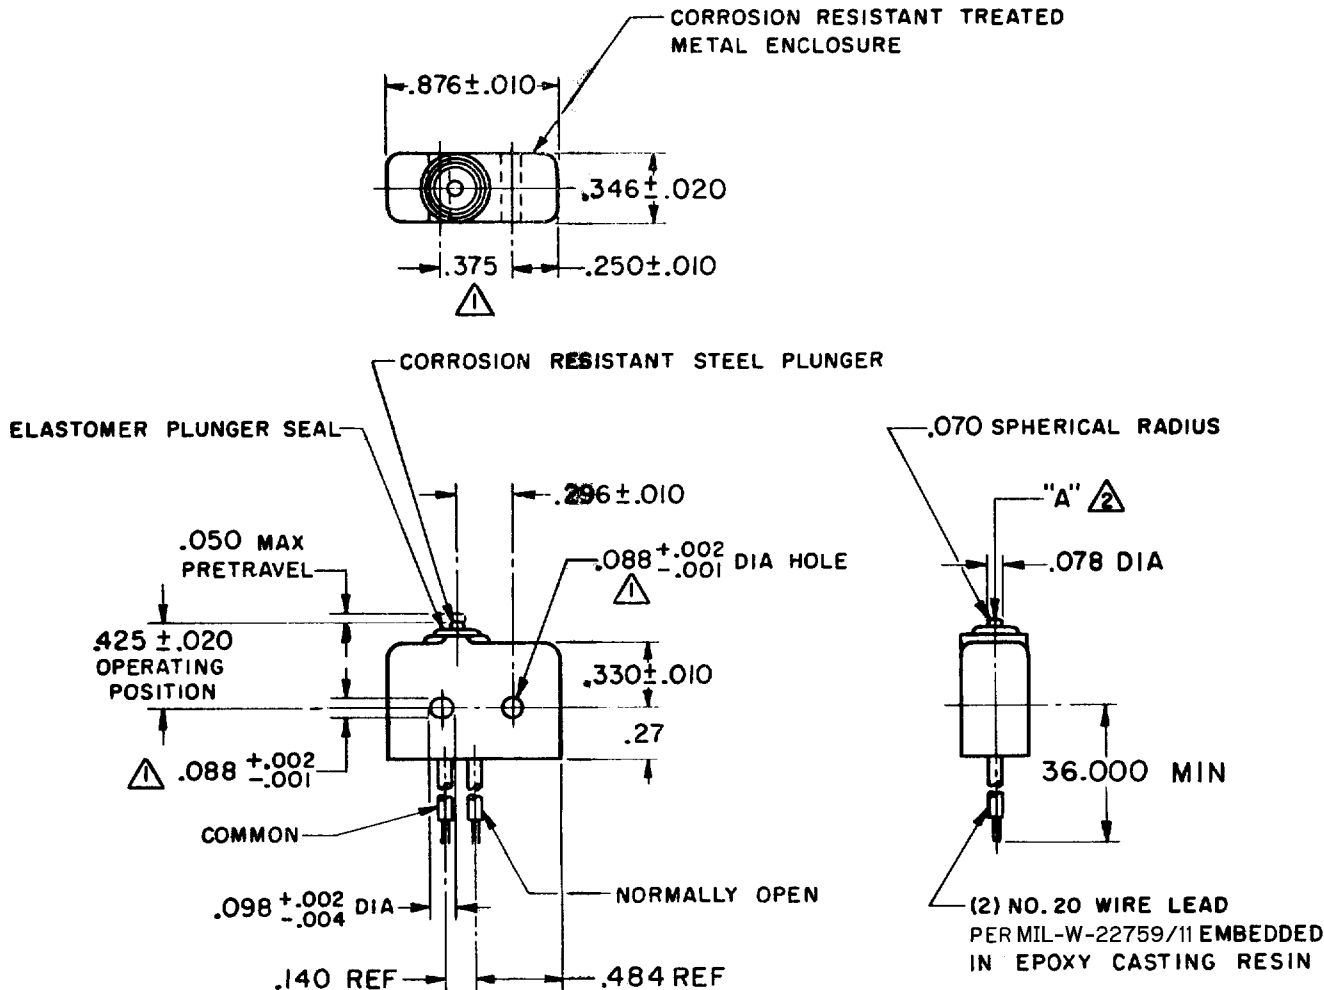 CORROSION RESISTANT TREATED
METAL ENCLOSURE
.876±.010
.346±.020
.375
.250±.010
1
CORROSION RESISTANT STEEL PLUNGER
ELASTOMER PLUNGER SEAL
.070 SPHERICAL RADIUS
.296±.010
"A" 2
.050 MAX
PRETRAVEL
.088 +.002 -.001 DIA HOLE
1
.078 DIA
.425 ±.020
OPERATING
POSITION
.330±.010
.27
1 .088 +.002 -.001
36.000 MIN
COMMON
NORMALLY OPEN
.098 +.002 -.004 DIA
(2) NO. 20 WIRE LEAD
PER MIL-W-22759/11 EMBEDDED
IN EPOXY CASTING RESIN
.140 REF
.484 REF